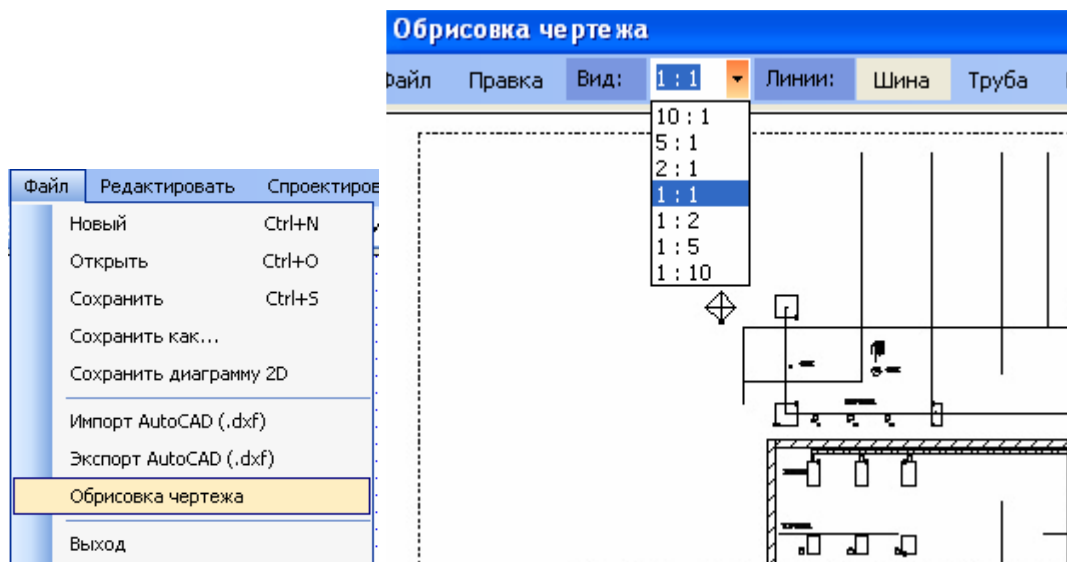 Файл Редактировать Спроектиров
Новый Ctrl+N
Открыть Ctrl+O
Сохранить Ctrl+S
Сохранить как...
Сохранить диаграмму 2D
Импорт AutoCAD (.dxf)
Экспорт AutoCAD (.dxf)
Обрисовка чертежа
Выход
Обрисовка чертежа
Файл Правка Вид: 1 : 1 Линии: Шина Труба
10 : 1
5 : 1
2 : 1
1 : 1
1 : 2
1 : 5
1 : 10